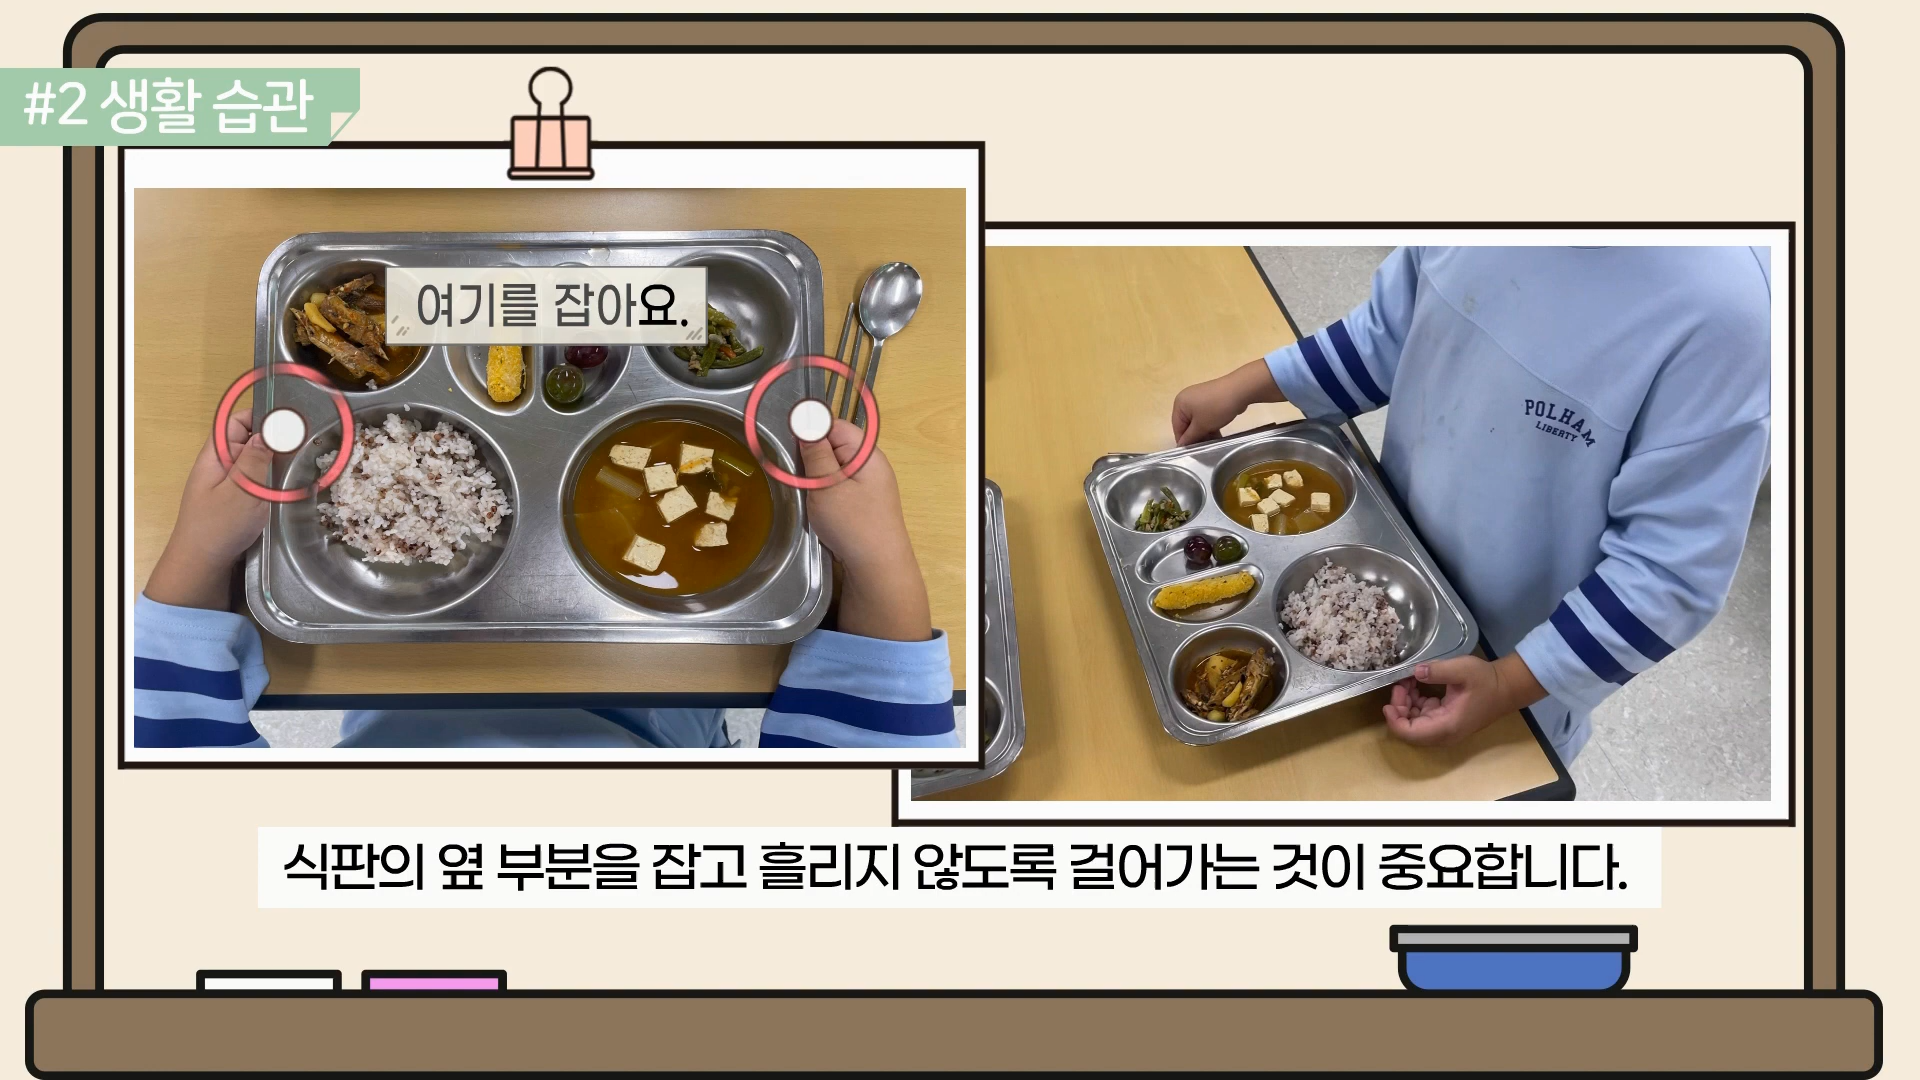 #2 생활 습관
여기를 잡아요.
POLHAM
LIBERTY
식판의 옆 부분을 잡고 흘리지 않도록 걸어가는 것이 중요합니다.